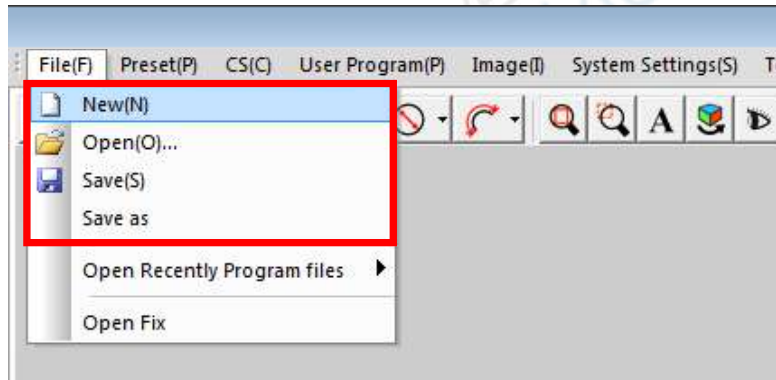 File(F) Preset(P) CS(C) User Program(P) Image(I) System Settings(S) T
New(N)
A
Open(O)...
Save(S)
Save as
Open Recently Program files
Open Fix